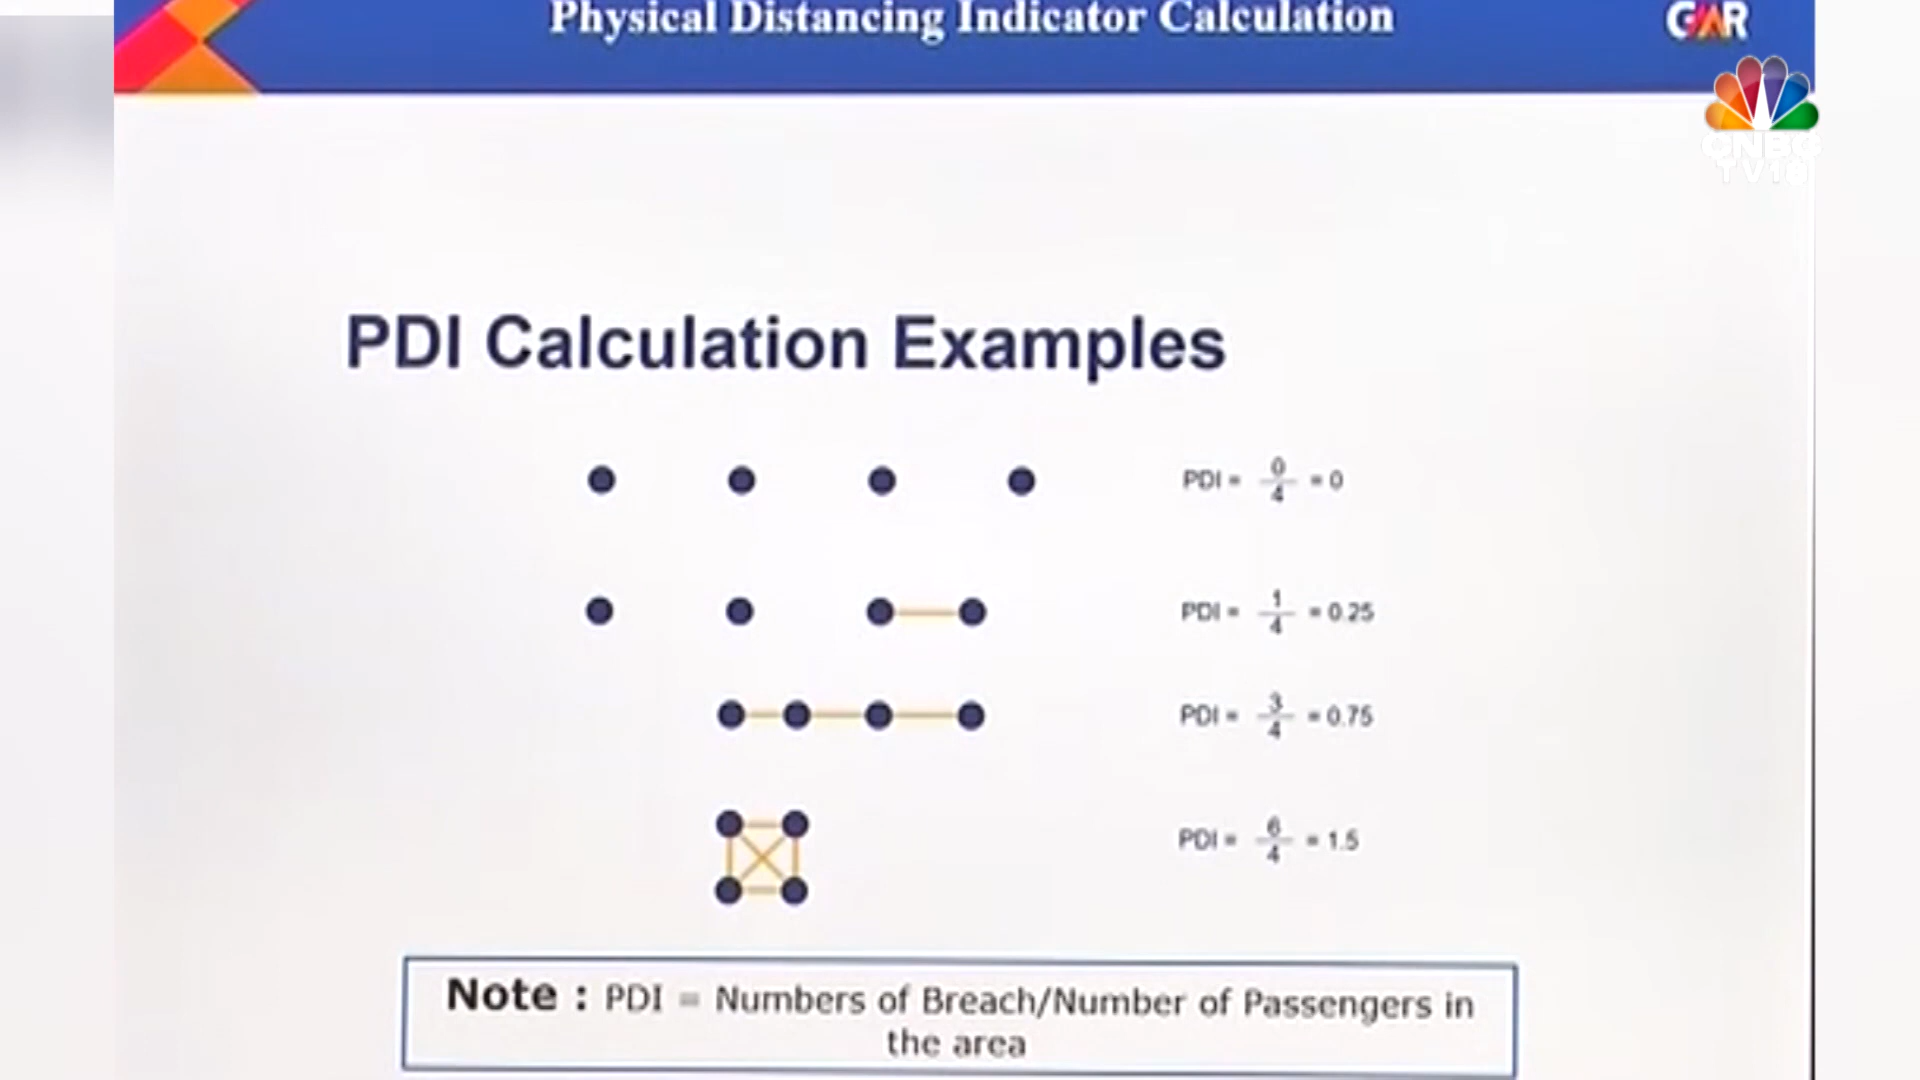 Physical Distancing Indicator Calculation
GMR
CNBC
TV18
PDI Calculation Examples
PDI = 0/4 = 0
PDI = 1/4 = 0.25
PDI = 3/4 = 0.75
PDI = 6/4 = 1.5
Note : PDI = Numbers of Breach/Number of Passengers in
the area